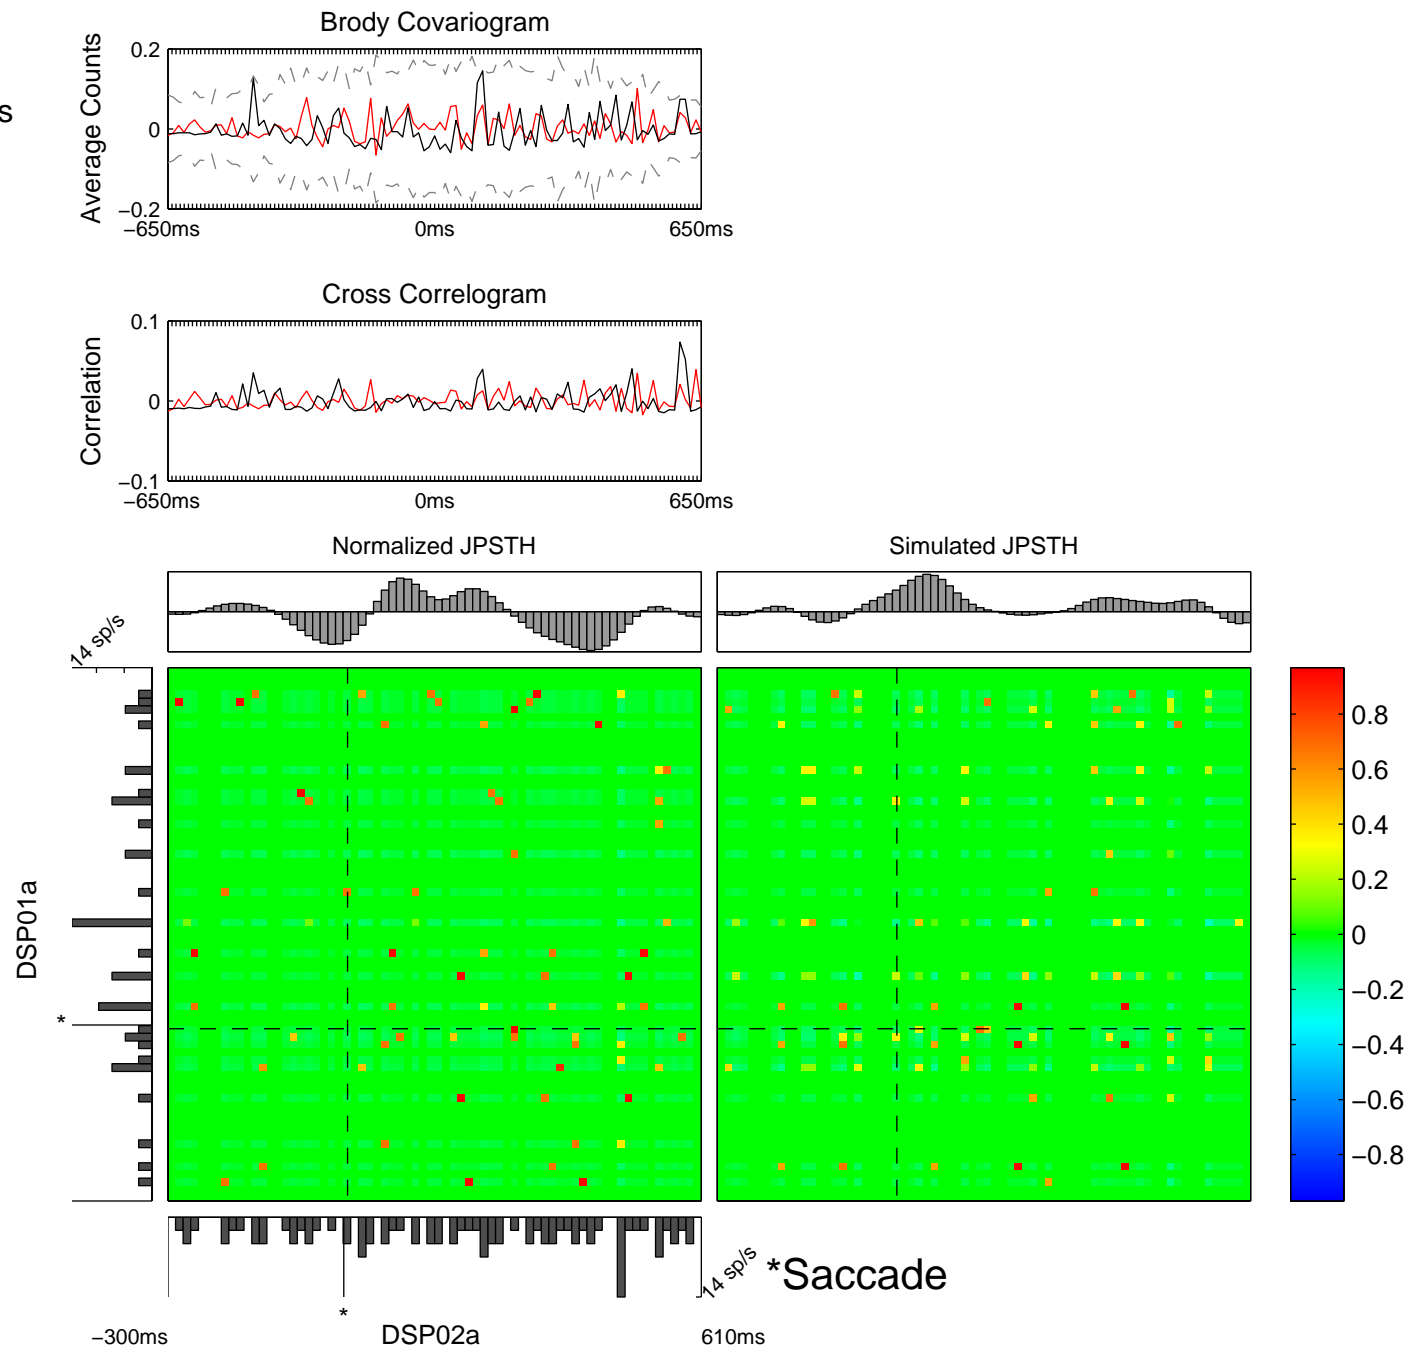 Brody Covariogram
s
Average Counts
0.2
0
−0.2
−650ms
0ms
650ms
Cross Correlogram
Correlation
0.1
0
−0.1
−650ms
0ms
650ms
Normalized JPSTH
Simulated JPSTH
14 sp/s
DSP01a
*
0.8
0.6
0.4
0.2
0
−0.2
−0.4
−0.6
−0.8
14 sp/s
*Saccade
*
−300ms
DSP02a
610ms